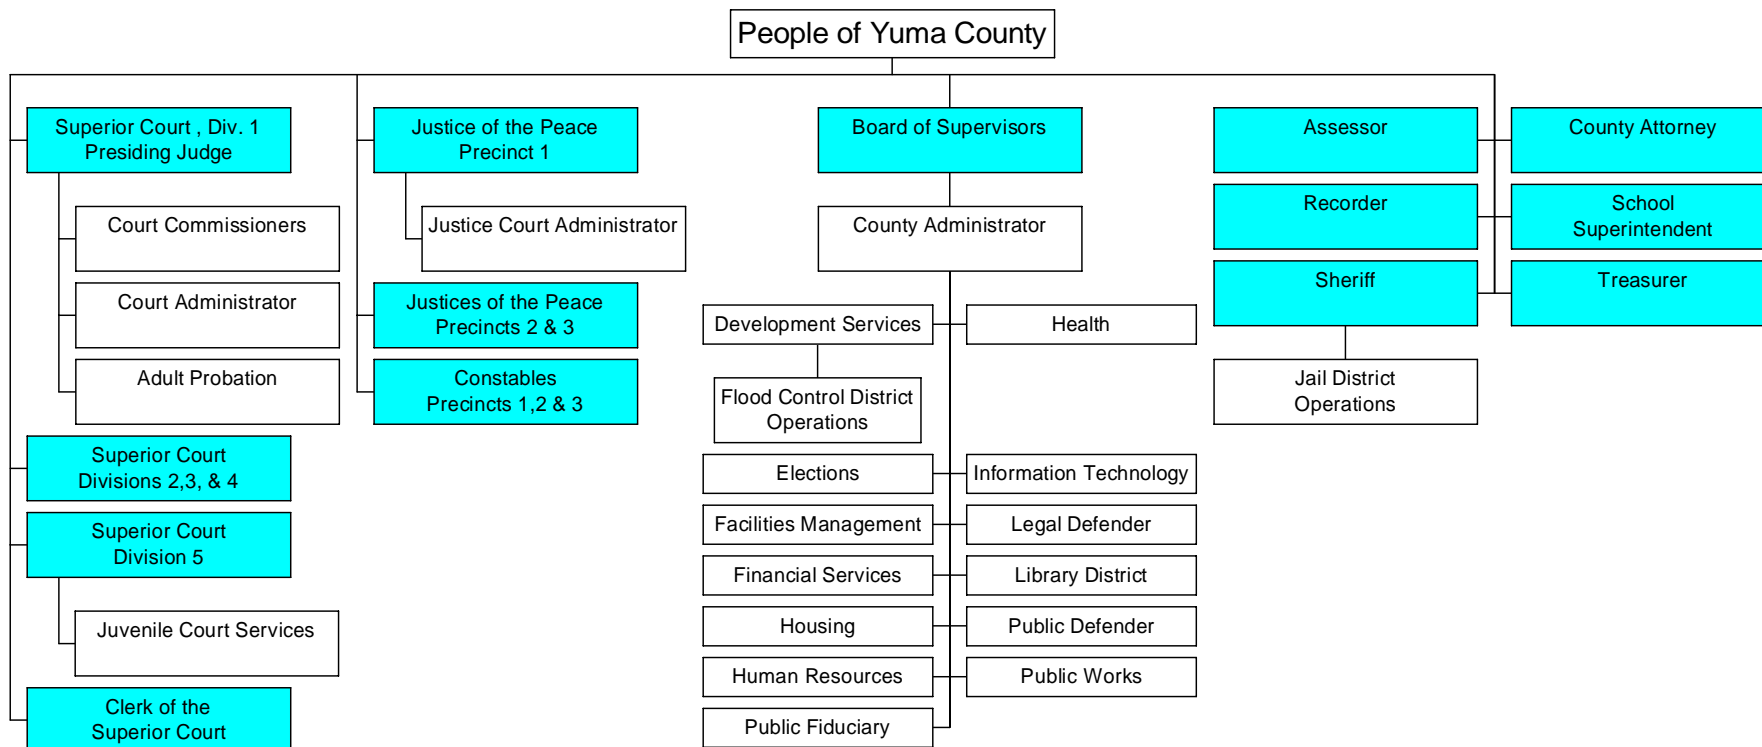 People of Yuma County
Superior Court , Div. 1
Presiding Judge
Court Commissioners
Court Administrator
Adult Probation
Superior Court
Divisions 2,3, & 4
Superior Court
Division 5
Juvenile Court Services
Clerk of the
Superior Court
Justice of the Peace
Precinct 1
Justice Court Administrator
Justices of the Peace
Precincts 2 & 3
Constables
Precincts 1,2 & 3
Board of Supervisors
County Administrator
Development Services
Health
Flood Control District
Operations
Elections
Information Technology
Facilities Management
Legal Defender
Financial Services
Library District
Housing
Public Defender
Human Resources
Public Works
Public Fiduciary
Assessor
County Attorney
Recorder
School
Superintendent
Sheriff
Treasurer
Jail District
Operations